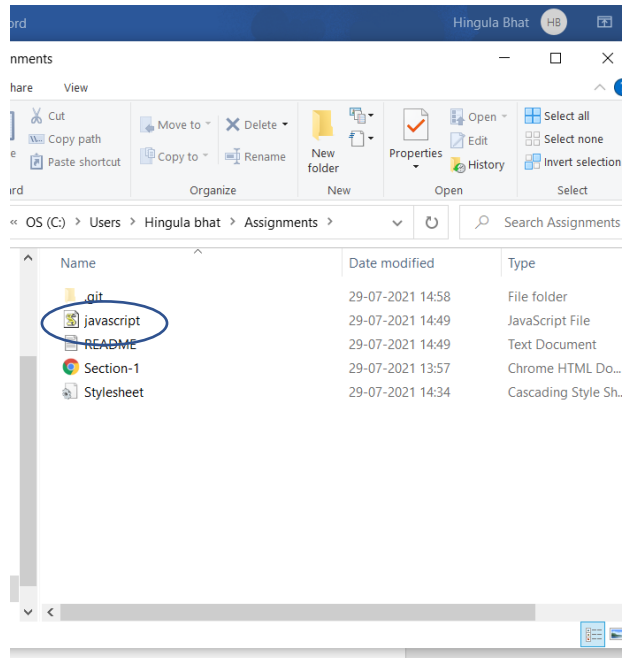 ord Hingula Bhat HB
nments
hare View
Cut
Copy path
Paste shortcut
e
Move to
Copy to
Delete
Rename
New
folder
Properties
Open
Edit
History
Select all
Select none
Invert selection
ard Organize New Open Select
« OS (C:) > Users > Hingula bhat > Assignments > Search Assignments
Name Date modified Type
.git 29-07-2021 14:58 File folder
javascript 29-07-2021 14:49 JavaScript File
README 29-07-2021 14:49 Text Document
Section-1 29-07-2021 13:57 Chrome HTML Do...
Stylesheet 29-07-2021 14:34 Cascading Style Sh..